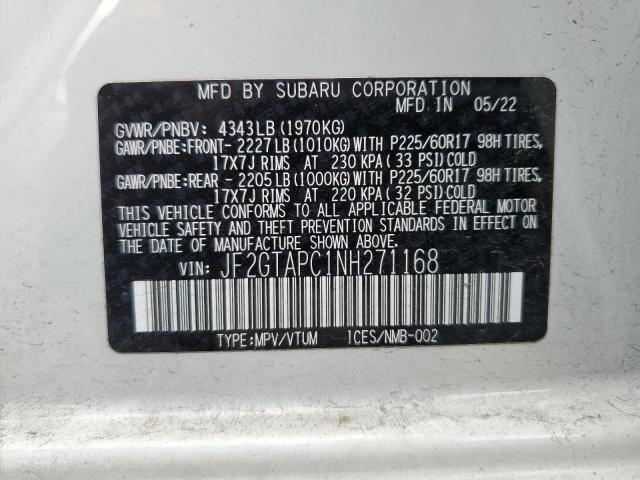 MFD BY SUBARU CORPORATION
MFD IN 05/22
GVWR/PNBV: 4343LB(1970KG)
GAWR/PNBE:FRONT- 2227LB(1010KG)WITH P225/60R17 98H TIRES,
17X7J RIMS AT 230 KPA(33 PSI)COLD
GAWR/PNBE:REAR - 2205LB(1000KG)WITH P225/60R17 98H TIRES,
17X7J RIMS AT 220 KPA(32 PSI)COLD
THIS VEHICLE CONFORMS TO ALL APPLICABLE FEDERAL MOTOR
VEHICLE SAFETY AND THEFT PREVENTION STANDARDS IN EFFECT
ON THE DATE OF MANUFACTURE SHOWN ABOVE.
VIN: JF2GTAPC1NH271168
TYPE:MPV/VTUM ICES/NMB-002